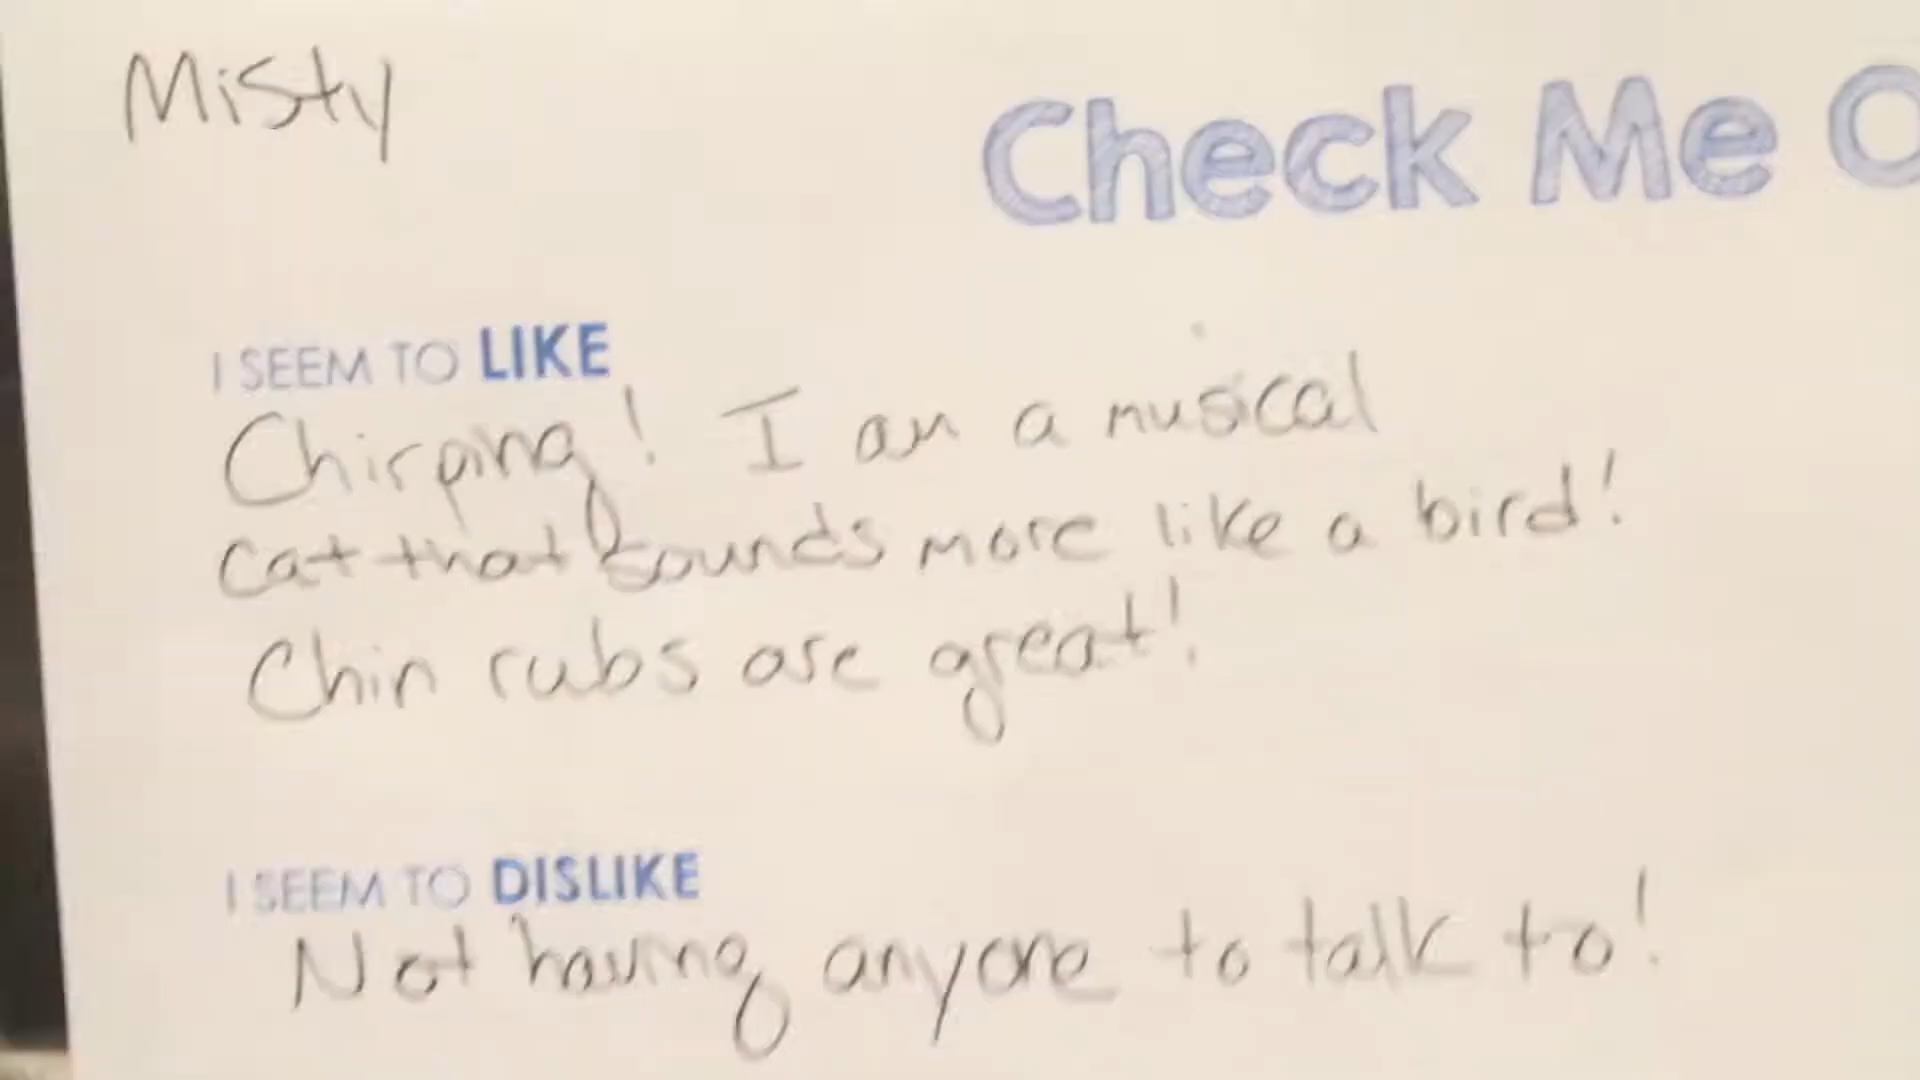 Misty
Check Me O
I SEEM TO LIKE
Chirping! I am a musical
cat that sounds more like a bird!
Chin rubs are great!
I SEEM TO DISLIKE
Not having anyone to talk to!